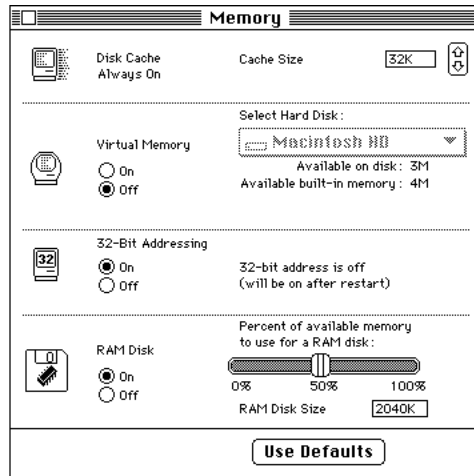 Memory
Disk Cache
Always On
Cache Size
32K
Select Hard Disk:
Macintosh HD
Virtual Memory
On
Off
Available on disk: 3M
Available built-in memory: 4M
32-Bit Addressing
32
On
Off
32-bit address is off
(will be on after restart)
Percent of available memory
to use for a RAM disk:
RAM Disk
On
Off
0% 50% 100%
RAM Disk Size 2040K
Use Defaults